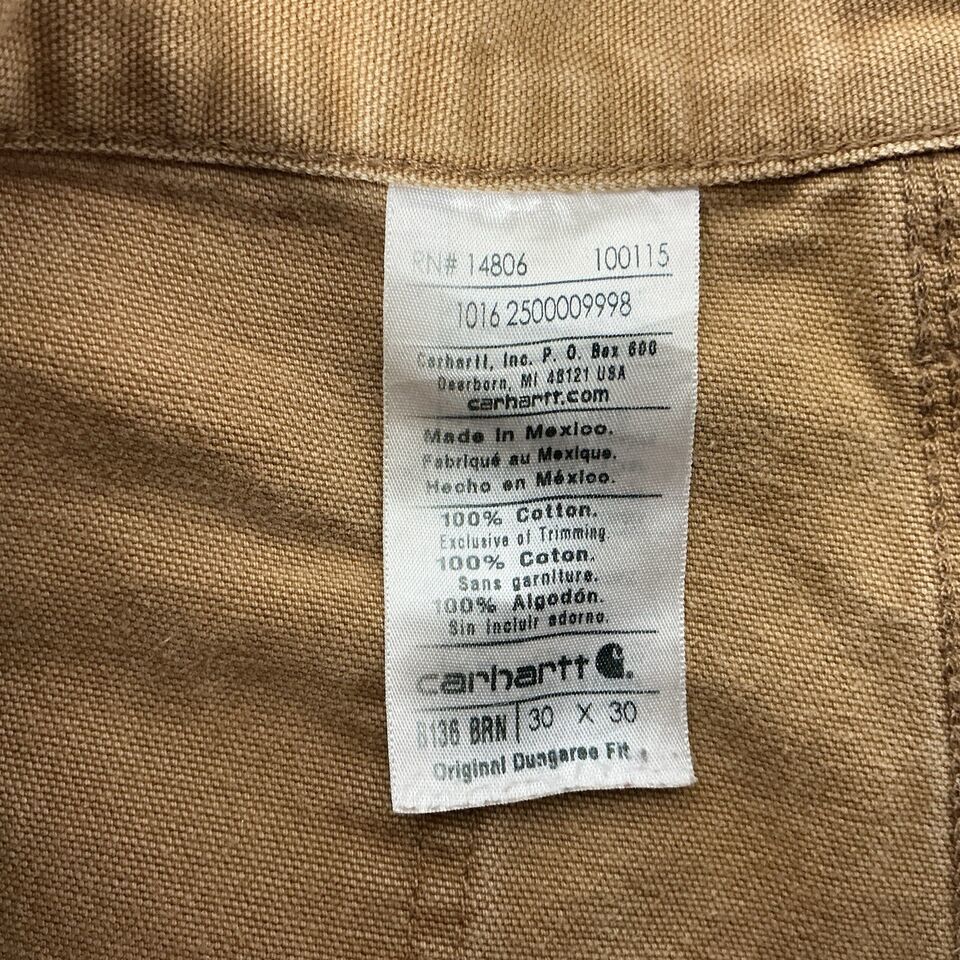 RN# 14806 100115
1016 2500009998
Carhartt, Inc. P. O. Box 600
Dearborn, MI 48121 USA
carhartt.com
Made in Mexico.
Fabriqué au Mexique.
Hecho en México.
100% Cotton.
Exclusive of Trimming
100% Coton.
Sans garniture.
100% Algodón.
Sin incluir adorno.
carhartt
B136 BRN 30 X 30
Original Dungaree Fit